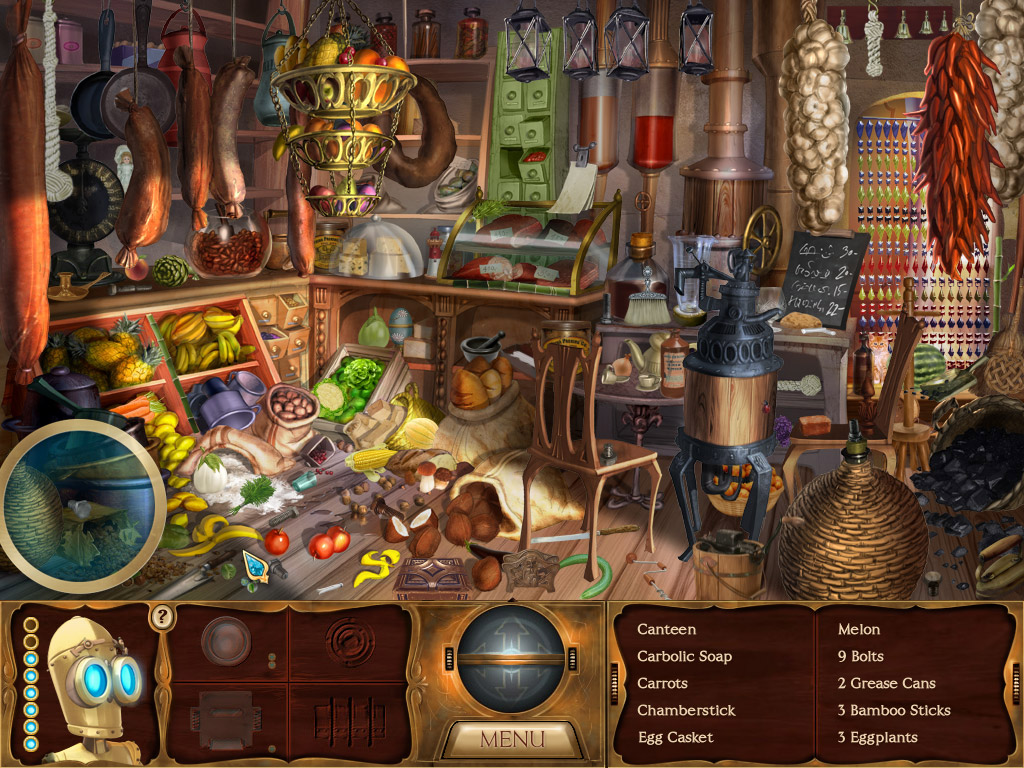 ?
MENU
Canteen
Carbolic Soap
Carrots
Chamberstick
Egg Casket
Melon
9 Bolts
2 Grease Cans
3 Bamboo Sticks
3 Eggplants